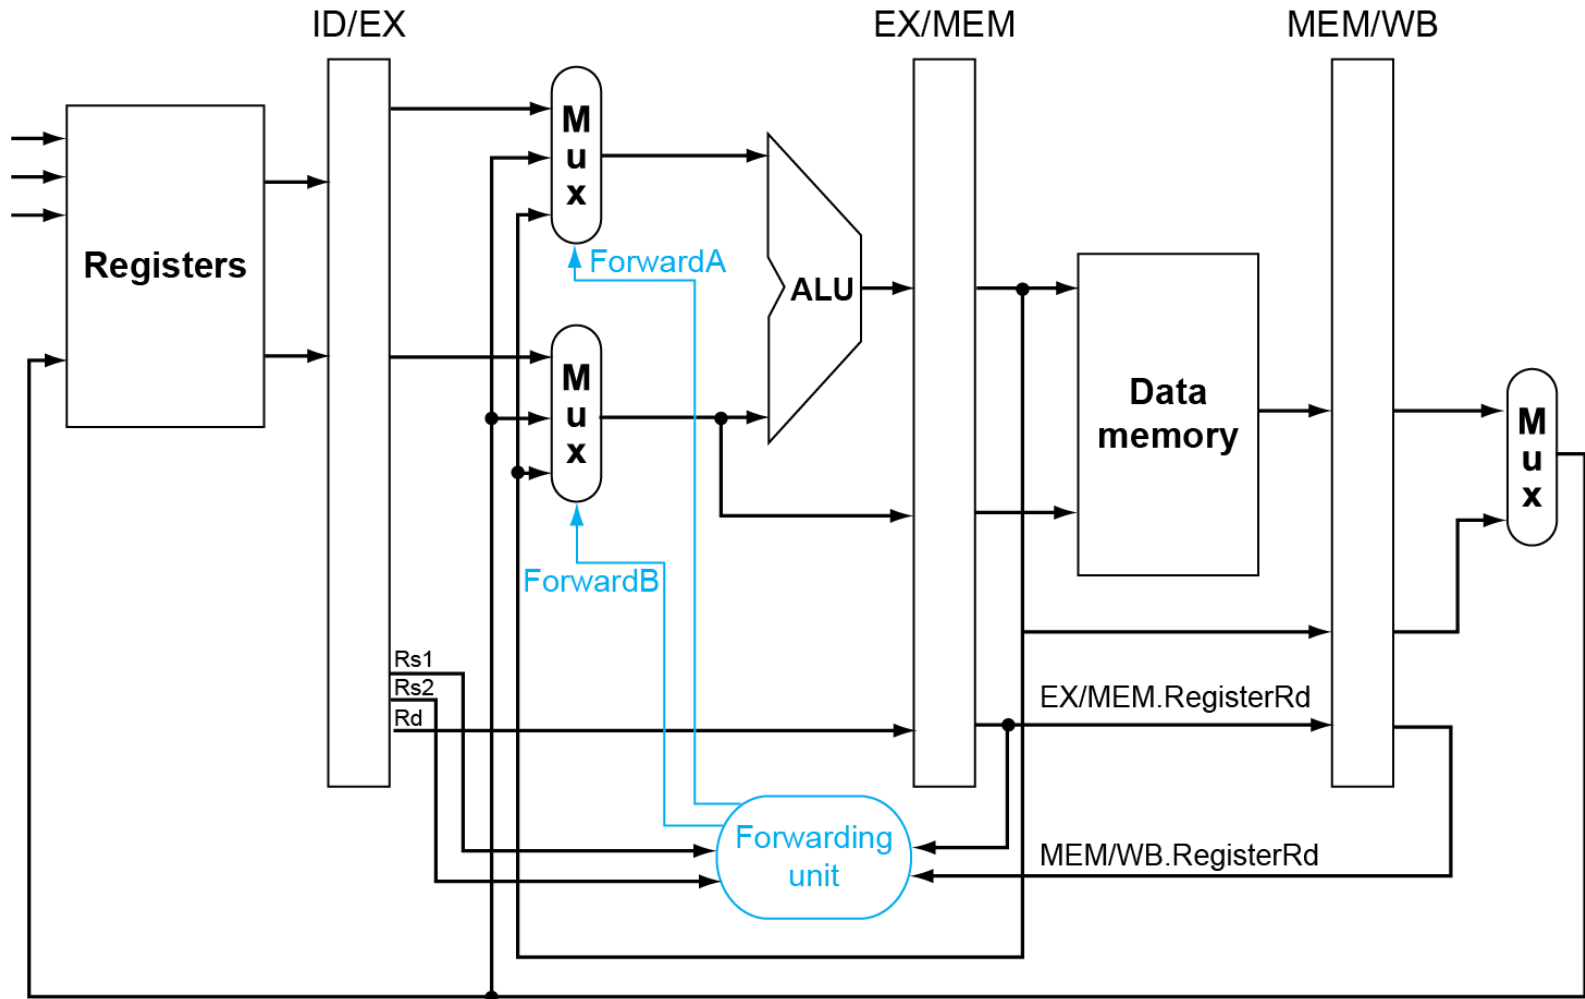 ID/EX
EX/MEM
MEM/WB
Registers
M
u
x
ForwardA
M
u
x
ForwardB
ALU
Data
memory
M
u
x
Rs1
Rs2
Rd
EX/MEM.RegisterRd
Forwarding
unit
MEM/WB.RegisterRd